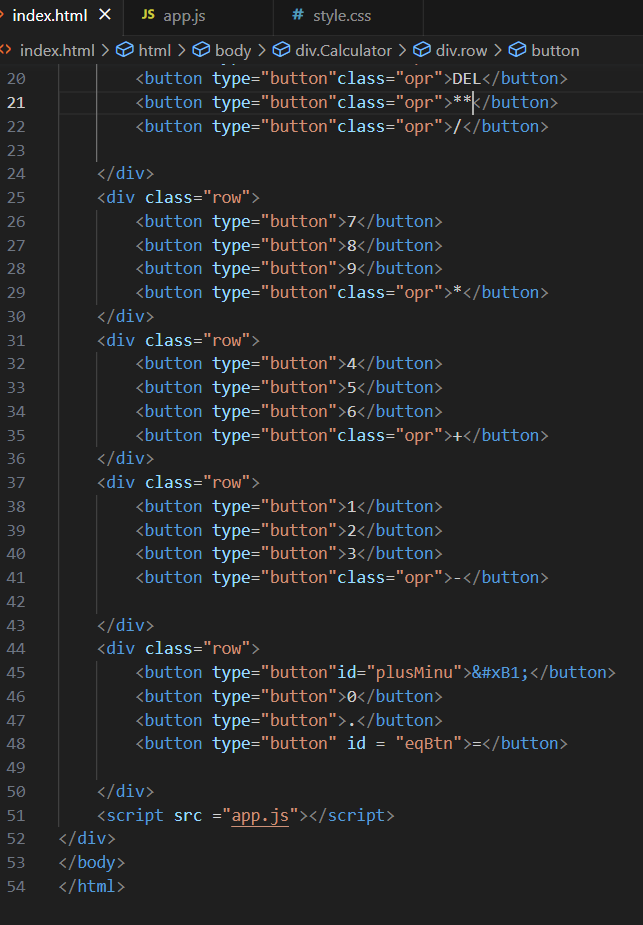 index.html × JS app.js # style.css
<> index.html > html > body > div.Calculator > div.row > button
20 <button type="button"class="opr">DEL</button>
21 <button type="button"class="opr">**</button>
22 <button type="button"class="opr">/</button>
23
24 </div>
25 <div class="row">
26 <button type="button">7</button>
27 <button type="button">8</button>
28 <button type="button">9</button>
29 <button type="button"class="opr">*</button>
30 </div>
31 <div class="row">
32 <button type="button">4</button>
33 <button type="button">5</button>
34 <button type="button">6</button>
35 <button type="button"class="opr">+</button>
36 </div>
37 <div class="row">
38 <button type="button">1</button>
39 <button type="button">2</button>
40 <button type="button">3</button>
41 <button type="button"class="opr">-</button>
42
43 </div>
44 <div class="row">
45 <button type="button"id="plusMinu">&#xB1;</button>
46 <button type="button">0</button>
47 <button type="button">.</button>
48 <button type="button" id = "eqBtn">=</button>
49
50 </div>
51 <script src ="app.js"></script>
52 </div>
53 </body>
54 </html>